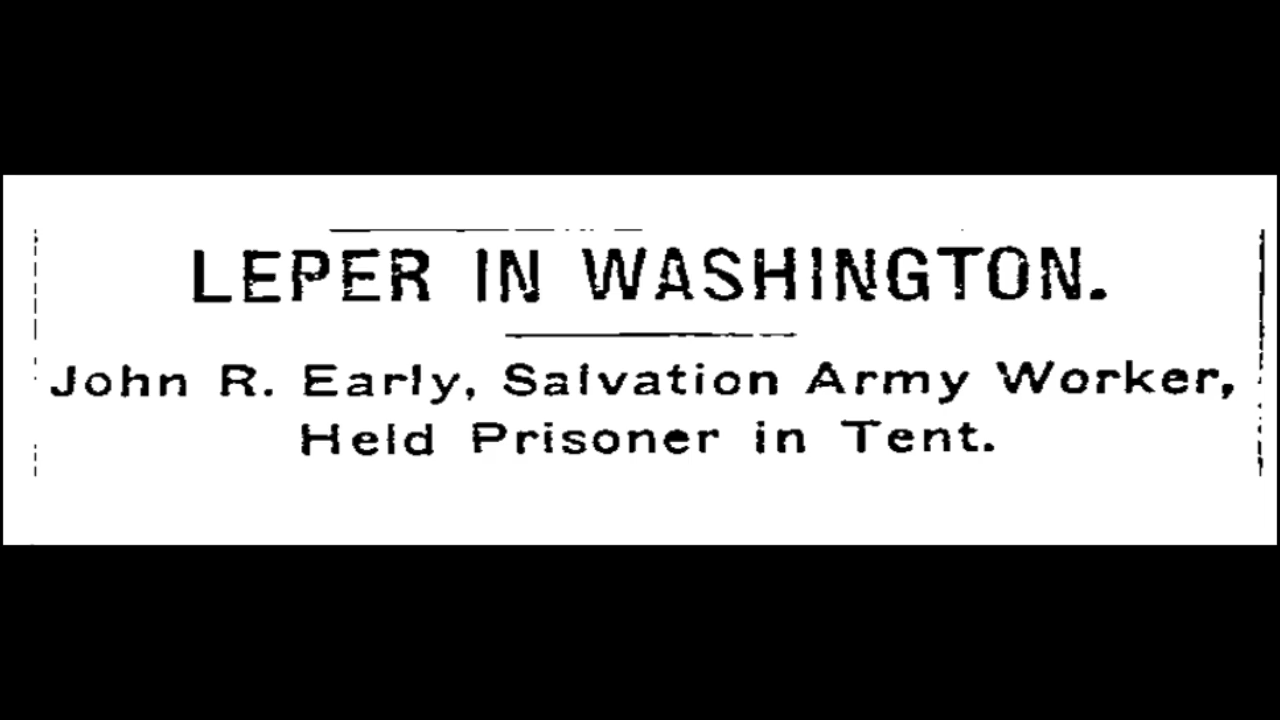 LEPER IN WASHINGTON.
John R. Early, Salvation Army Worker,
Held Prisoner in Tent.